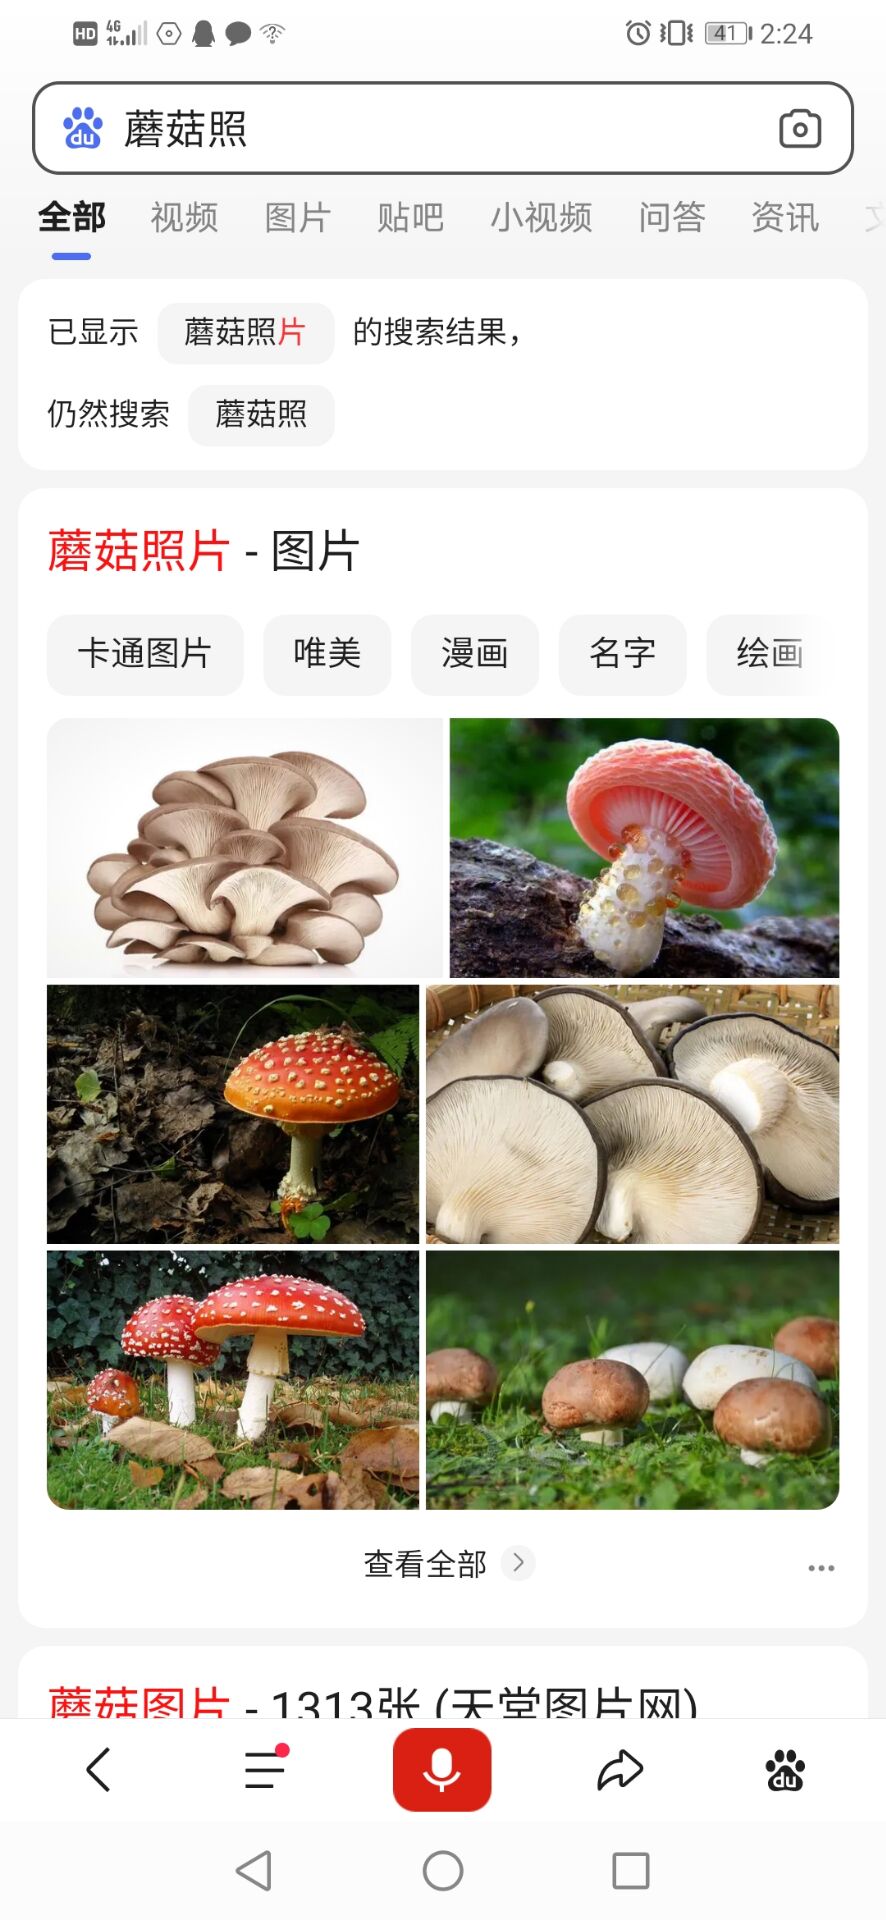 HD 4G 41 2:24
du 蘑菇照
全部 视频 图片 贴吧 小视频 问答 资讯
已显示 蘑菇照片 的搜索结果，
仍然搜索 蘑菇照
蘑菇照片 - 图片
卡通图片 唯美 漫画 名字 绘画
查看全部
蘑菇图片 - 1313张 (天堂图片网)
du